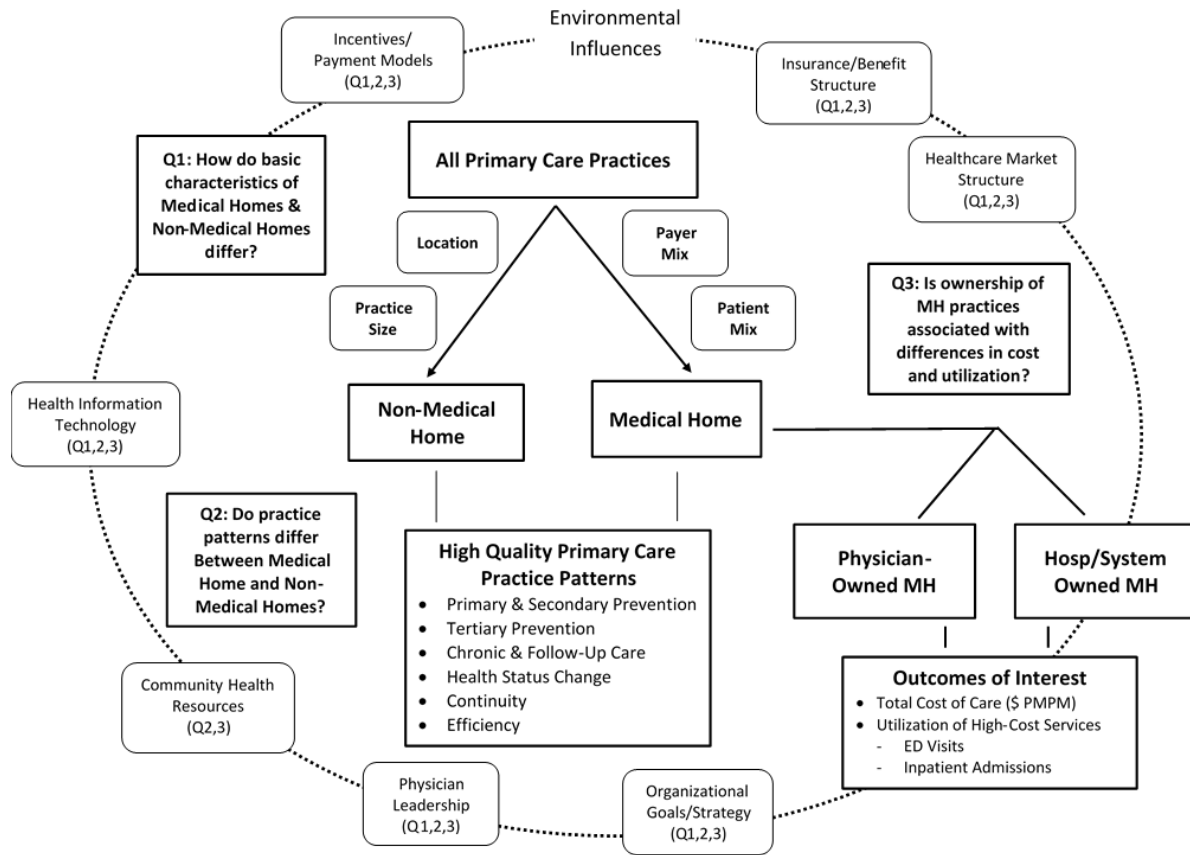 Environmental
Influences
Incentives/
Payment Models
(Q1,2,3)
Insurance/Benefit
Structure
(Q1,2,3)
Healthcare Market
Structure
(Q1,2,3)
All Primary Care Practices
Q1: How do basic
characteristics of
Medical Homes &
Non-Medical Homes
differ?
Location
Payer
Mix
Practice
Size
Patient
Mix
Q3: Is ownership of
MH practices
associated with
differences in cost
and utilization?
Health Information
Technology
(Q1,2,3)
Non-Medical
Home
Medical Home
Q2: Do practice
patterns differ
Between Medical
Home and Non-
Medical Homes?
High Quality Primary Care
Practice Patterns
• Primary & Secondary Prevention
• Tertiary Prevention
• Chronic & Follow-Up Care
• Health Status Change
• Continuity
• Efficiency
Physician-
Owned MH
Hosp/System
Owned MH
Community Health
Resources
(Q2,3)
Outcomes of Interest
• Total Cost of Care ($ PMPM)
• Utilization of High-Cost Services
- ED Visits
- Inpatient Admissions
Physician
Leadership
(Q1,2,3)
Organizational
Goals/Strategy
(Q1,2,3)